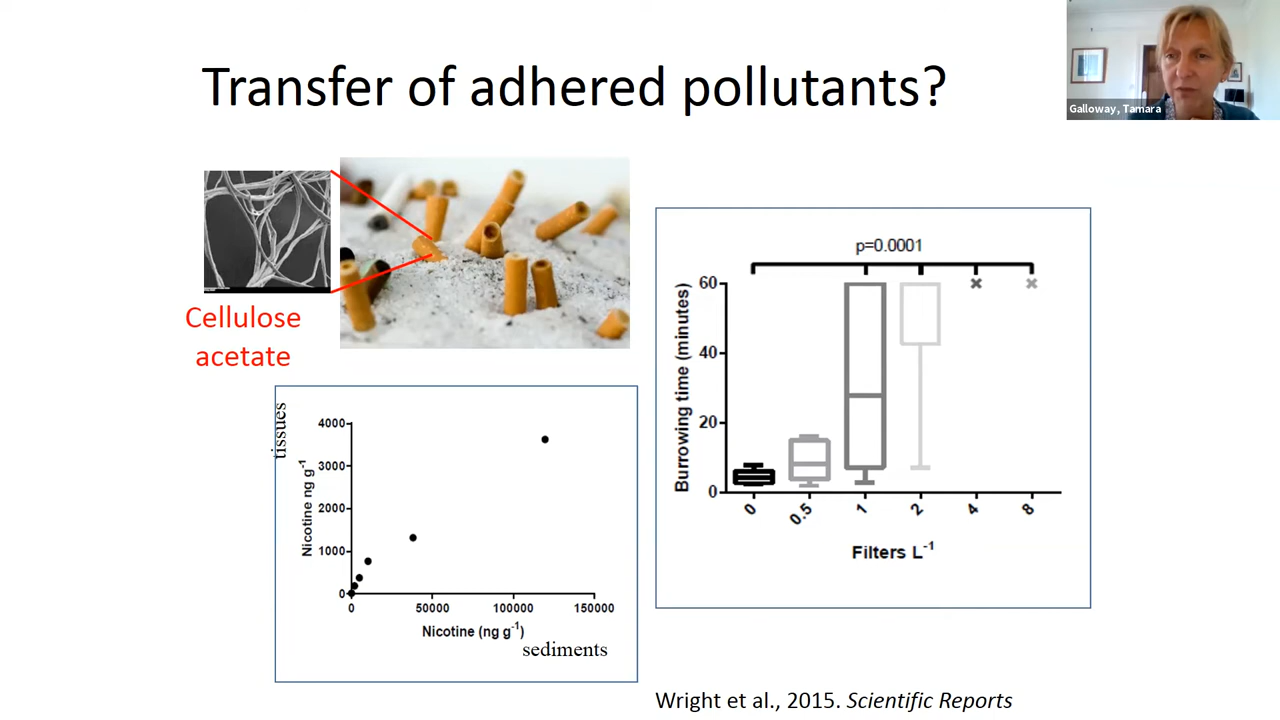 Transfer of adhered pollutants?
Galloway, Tamara
Cellulose
acetate
tissues
Nicotine ng g⁻¹
4000
3000
2000
1000
0
0 50000 100000 150000
Nicotine (ng g⁻¹)
sediments
p=0.0001
Burrowing time (minutes)
60
40
20
0
0 0.5 1 2 4 8
Filters L⁻¹
Wright et al., 2015. Scientific Reports